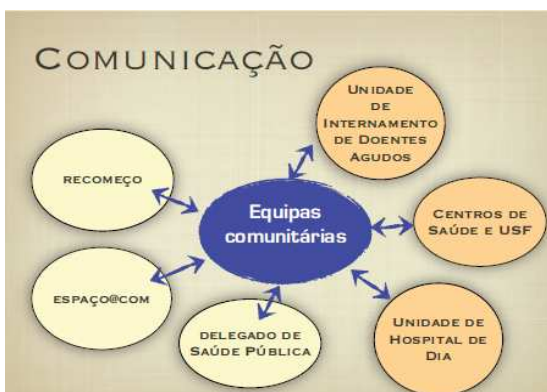 COMUNICAÇÃO
UNIDADE
DE
INTERNAMENTO
DE DOENTES
AGUDOS
RECOMEÇO
Equipas
comunitárias
CENTROS DE
SAÚDE E USF
ESPAÇO@COM
DELEGADO DE
SAÚDE PÚBLICA
UNIDADE DE
HOSPITAL DE
DIA